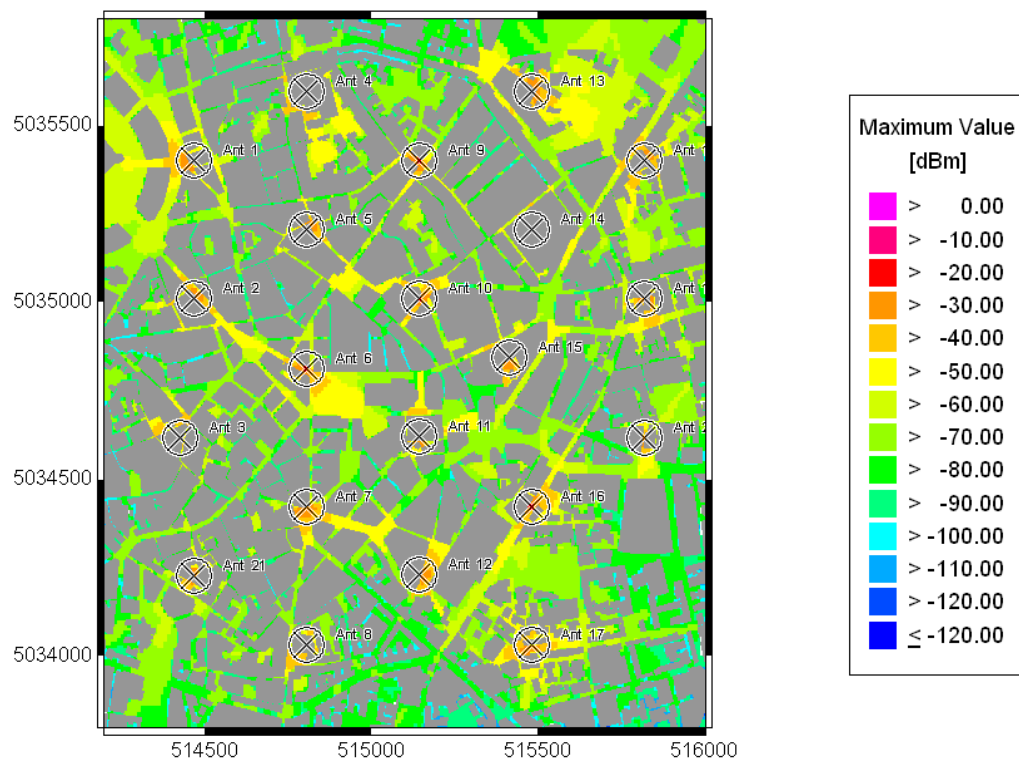 Ant 4
Ant 13
5035500
Ant 1
Ant 9
Ant 5
Ant 14
5035000
Ant 2
Ant 10
Ant 15
Ant 6
Ant 3
Ant 11
5034500
Ant 7
Ant 16
Ant 21
Ant 12
Ant 8
Ant 17
5034000
514500 515000 515500 516000
Maximum Value
[dBm]
> 0.00
> -10.00
> -20.00
> -30.00
> -40.00
> -50.00
> -60.00
> -70.00
> -80.00
> -90.00
> -100.00
> -110.00
> -120.00
≤ -120.00